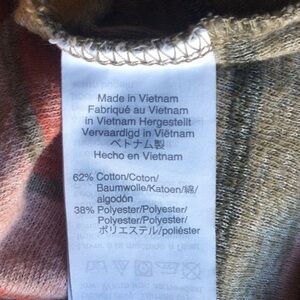 Made in Vietnam
Fabriqué au Vietnam
in Vietnam Hergestellt
Vervaardigd in Viëtnam
ベトナム製
Hecho en Vietnam
62% Cotton/Coton/
Baumwolle/Katoen/綿/
algodón
38% Polyester/Polyester/
Polyester/Polyester/
ポリエステル/poliéster